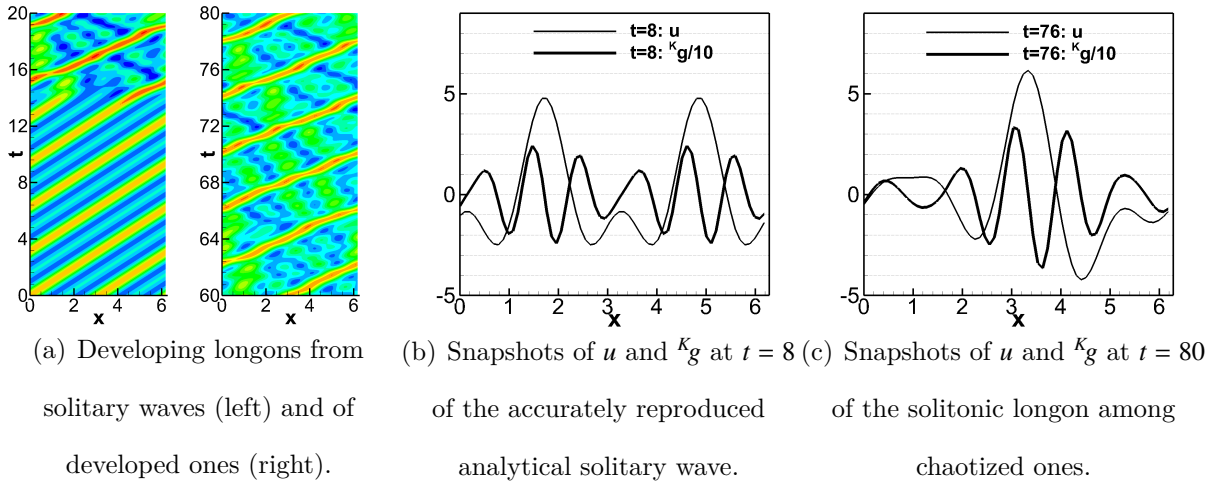 20
16
12
8
4
0
t
0 2 4 6
x
80
76
72
68
64
60
t
0 2 4 6
x
t=8: u
t=8: ᴷg/10
5
0
-5
0 1 2 3 4 5 6
x
t=76: u
t=76: ᴷg/10
5
0
-5
0 1 2 3 4 5 6
x
(a) Developing longons from
solitary waves (left) and of
developed ones (right).
(b) Snapshots of u and ᴷg at t = 8
of the accurately reproduced
analytical solitary wave.
(c) Snapshots of u and ᴷg at t = 80
of the solitonic longon among
chaotized ones.